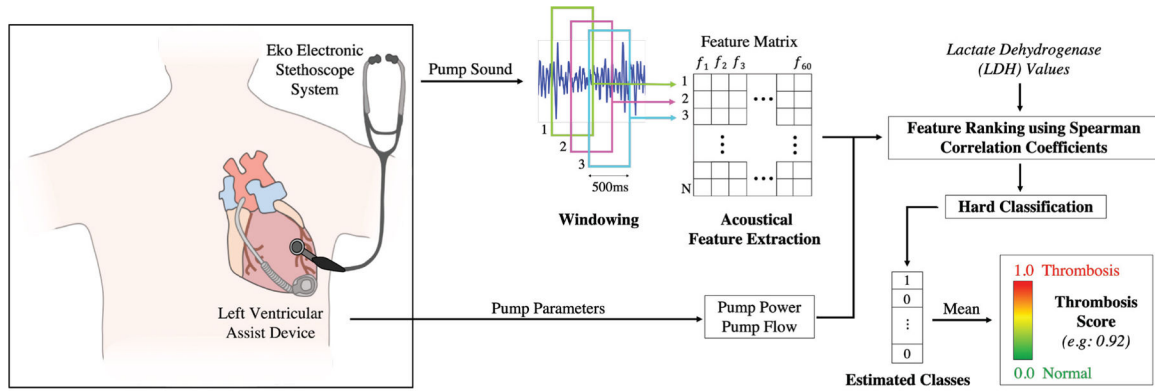 Eko Electronic
Stethoscope
System
Left Ventricular
Assist Device
Pump Sound
1
2
3
500ms
Windowing
Feature Matrix
f1 f2 f3 f60
1
2
3
N
Acoustical
Feature Extraction
Pump Parameters
Pump Power
Pump Flow
Lactate Dehydrogenase
(LDH) Values
Feature Ranking using Spearman
Correlation Coefficients
Hard Classification
1
0
0
Estimated Classes
Mean
1.0 Thrombosis
Thrombosis
Score
(e.g: 0.92)
0.0 Normal